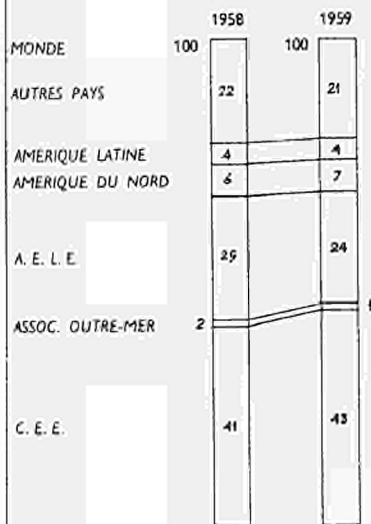 1958 1959
MONDE 100 100
AUTRES PAYS 22 21
AMERIQUE LATINE 4 4
AMERIQUE DU NORD 6 7
A. E. L. E. 25 24
ASSOC. OUTRE-MER 2
C. E. E. 41 43